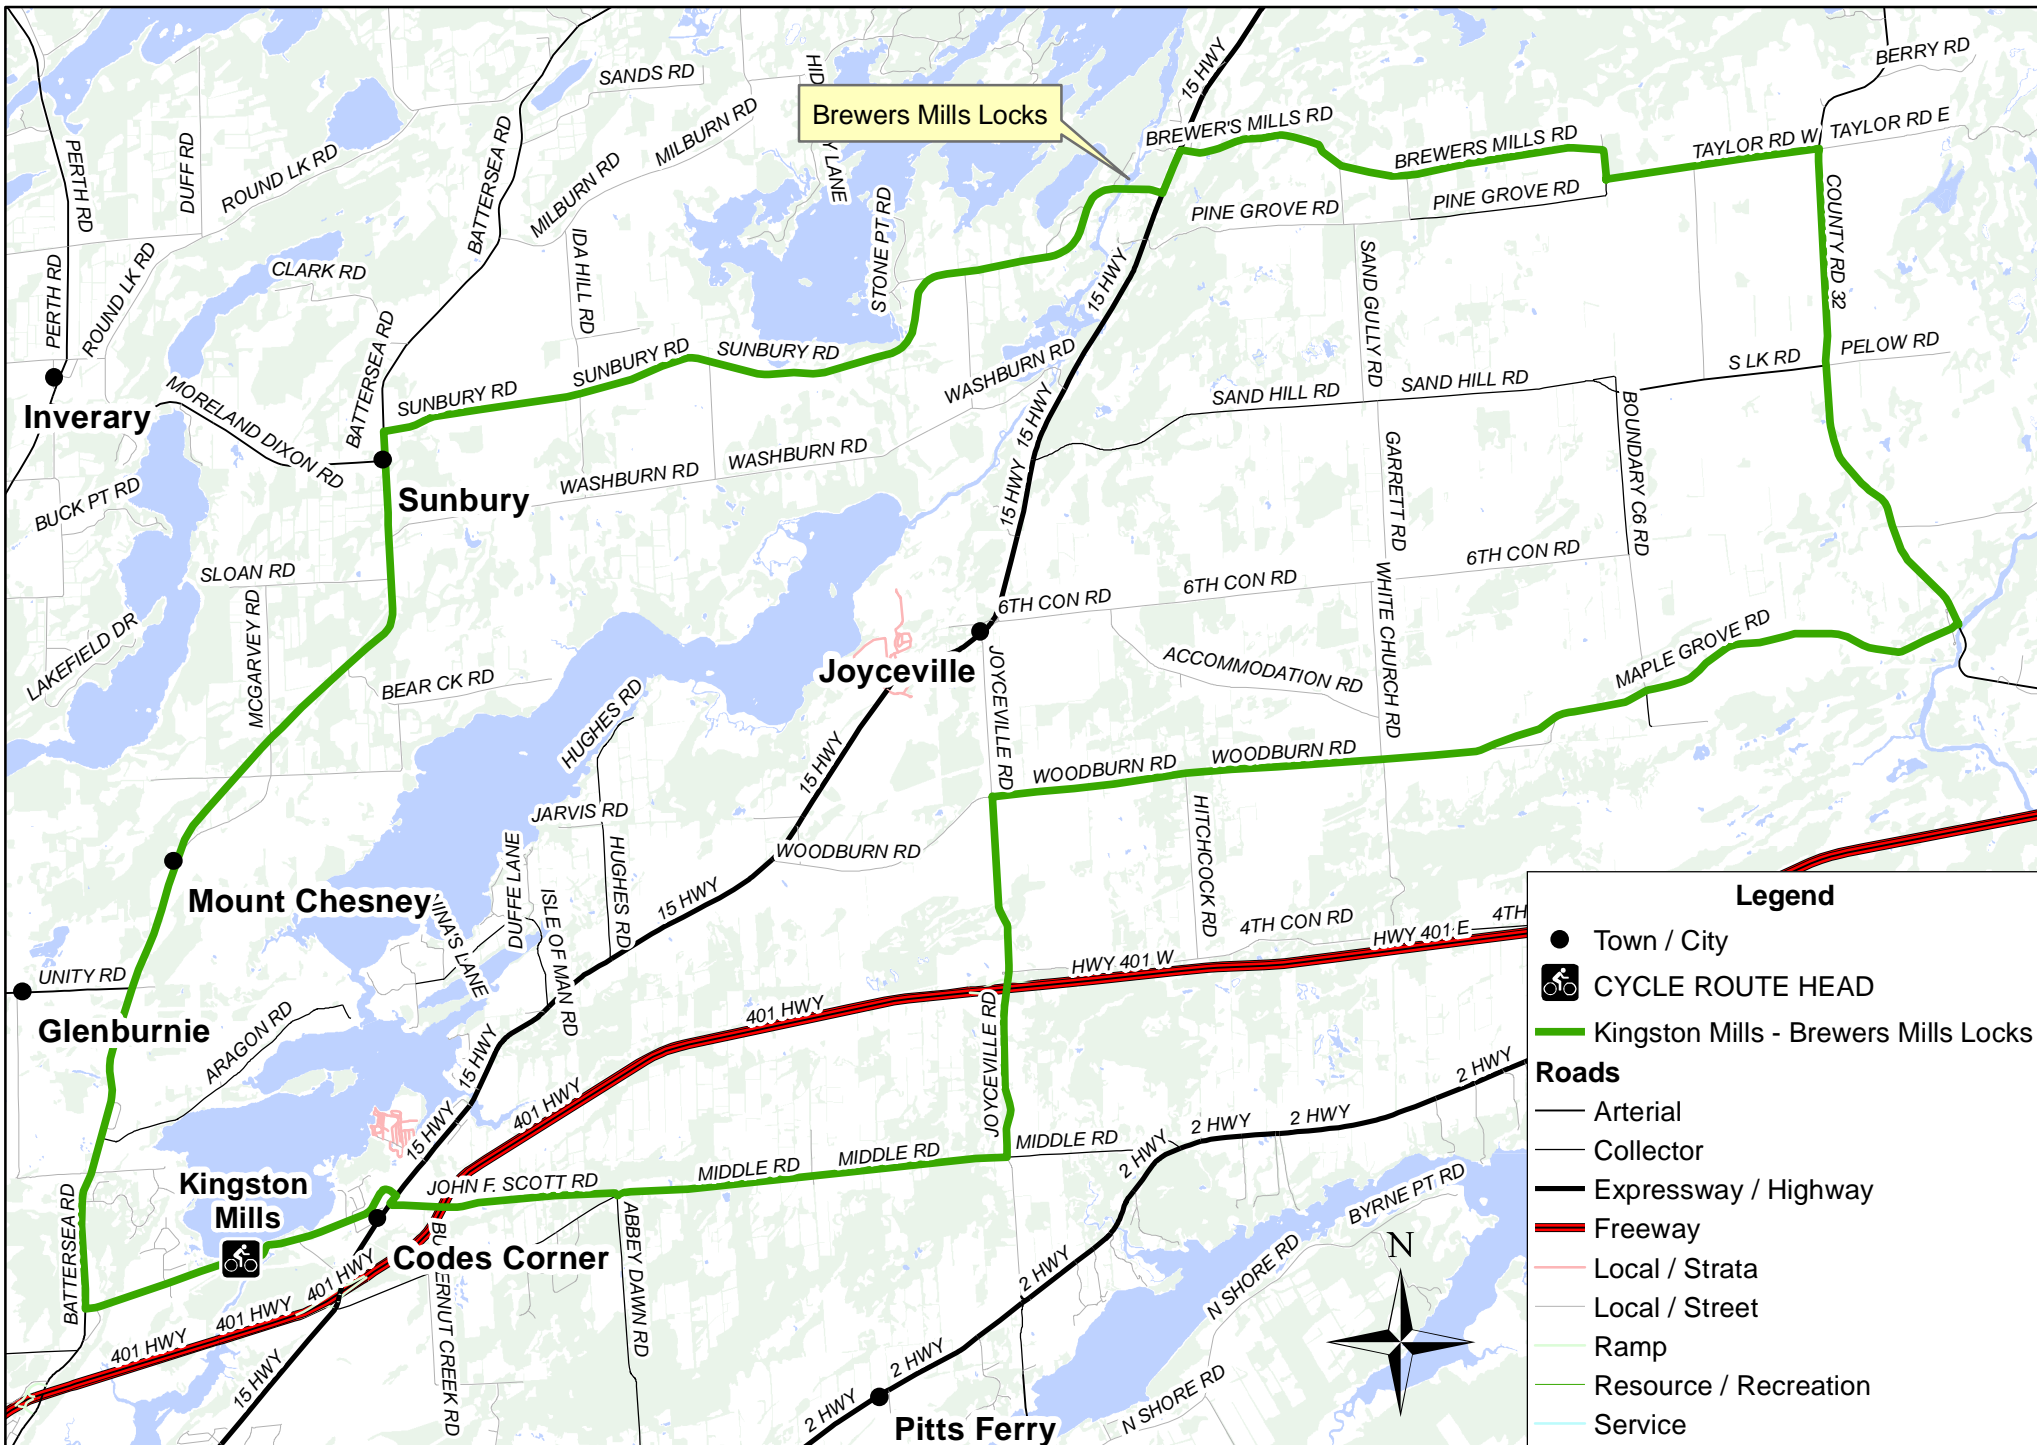 15 HWY
BERRY RD
SANDS RD
HID
Y LANE
Brewers Mills Locks
BREWER'S MILLS RD
BREWERS MILLS RD
TAYLOR RD W
TAYLOR RD E
PERTH RD
DUFF RD
ROUND LK RD
BATTERSEA RD
MILBURN RD
MILBURN RD
STONE PT RD
PINE GROVE RD
PINE GROVE RD
COUNTY RD 32
PERTH RD
ROUND LK RD
CLARK RD
IDA HILL RD
15 HWY
SAND GULLY RD
BATTERSEA RD
SUNBURY RD
SUNBURY RD
SUNBURY RD
WASHBURN RD
S LK RD
PELOW RD
Inverary
MORELAND DIXON RD
SAND HILL RD
SAND HILL RD
15 HWY
BOUNDARY C6 RD
WASHBURN RD
WASHBURN RD
GARRETT RD
BUCK PT RD
Sunbury
15 HWY
SLOAN RD
MCGARVEY RD
6TH CON RD
6TH CON RD
6TH CON RD
WHITE CHURCH RD
LAKEFIELD DR
BEAR CK RD
Joyceville
JOYCEVILLE RD
ACCOMMODATION RD
MAPLE GROVE RD
HUGHES RD
15 HWY
WOODBURN RD
WOODBURN RD
JARVIS RD
HUGHES RD
WOODBURN RD
HITCHCOCK RD
Mount Chesney
NINA'S LANE
DUFFE LANE
ISLE OF MAN RD
15 HWY
4TH CON RD
4TH
HWY 401 E
HWY 401 W
UNITY RD
Glenburnie
ARAGON RD
15 HWY
401 HWY
401 HWY
JOYCEVILLE RD
2 HWY
2 HWY
2 HWY
2 HWY
15 HWY
MIDDLE RD
MIDDLE RD
MIDDLE RD
JOHN F. SCOTT RD
Kingston
Mills
BATTERSEA RD
Codes Corner
BU
ERNUT CREEK RD
ABBEY DAWN RD
BYRNE PT RD
N SHORE RD
N
2 HWY
401 HWY
401 HWY
401 HWY
15 HWY
2 HWY
2 HWY
Pitts Ferry
N SHORE RD
Legend
Town / City
CYCLE ROUTE HEAD
Kingston Mills - Brewers Mills Locks
Roads
Arterial
Collector
Expressway / Highway
Freeway
Local / Strata
Local / Street
Ramp
Resource / Recreation
Service